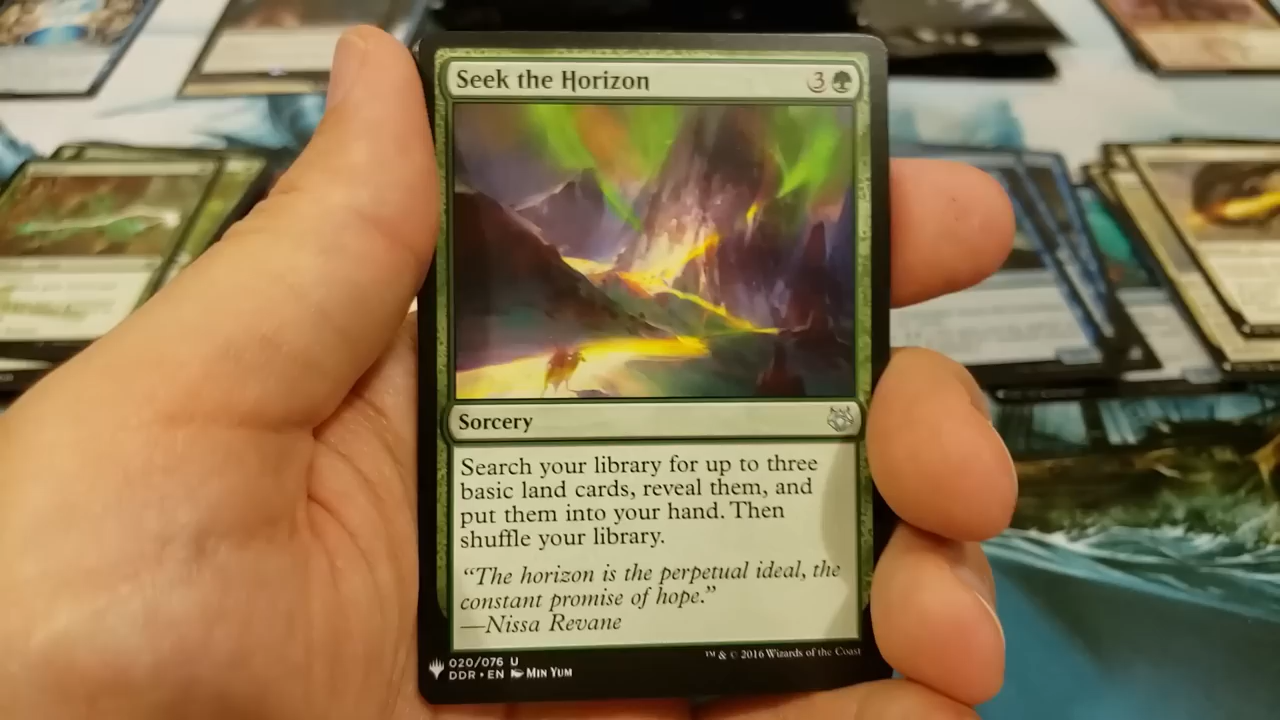 Seek the Horizon 3
Sorcery
Search your library for up to three
basic land cards, reveal them, and
put them into your hand. Then
shuffle your library.
“The horizon is the perpetual ideal, the
constant promise of hope.”
—Nissa Revane
020/076 U
DDR • EN Min Yum
™ & © 2016 Wizards of the Coast